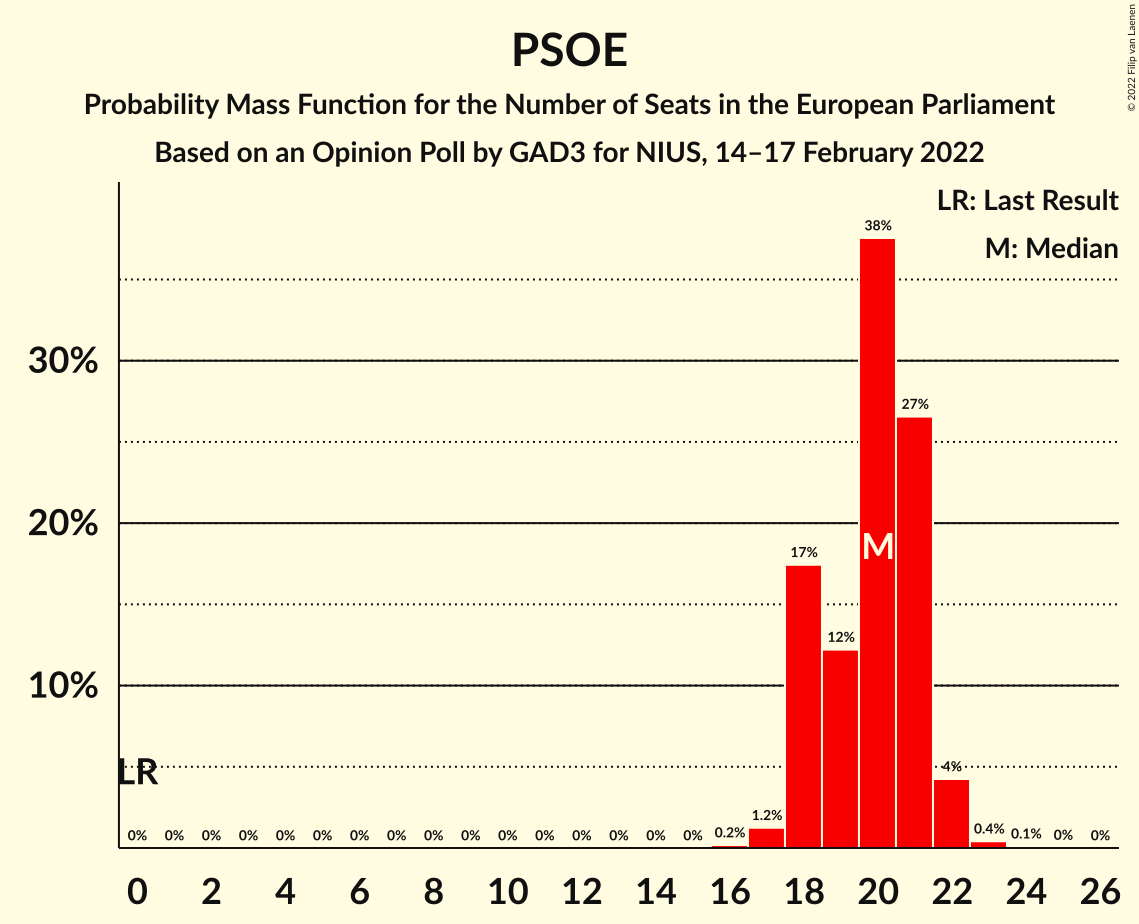 PSOE
Probability Mass Function for the Number of Seats in the European Parliament
Based on an Opinion Poll by GAD3 for NIUS, 14–17 February 2022
© 2022 Filip van Laenen
LR: Last Result
M: Median
38%
30%
27%
20%
M
17%
12%
10%
LR
4%
1.2%
0% 0% 0% 0% 0% 0% 0% 0% 0% 0% 0% 0% 0% 0% 0% 0% 0.2% 0.4% 0.1% 0% 0%
0 2 4 6 8 10 12 14 16 18 20 22 24 26